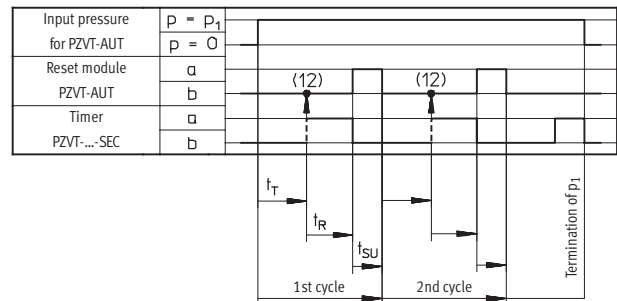 Input pressure p = p1
for PZVT-AUT p = 0
Reset module a
PZVT-AUT b
(12) (12)
Timer a
PZVT-...-SEC b
tT
tR
tSU
Termination of p1
1st cycle 2nd cycle